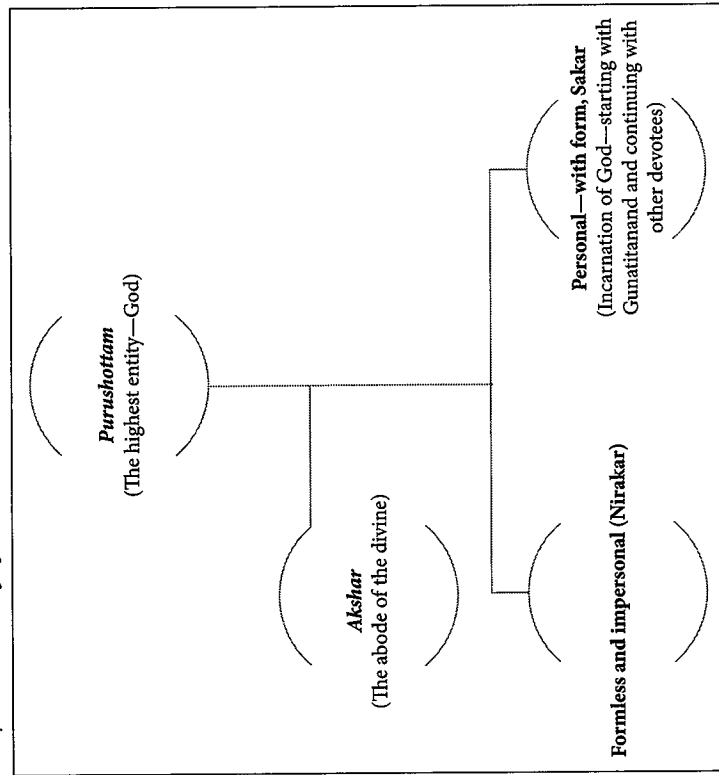 Purushottam
(The highest entity—God)
Akshar
(The abode of the divine)
Formless and impersonal (Nirakar)
Personal—with form, Sakar
(Incarnation of God—starting with
Gunatitanand and continuing with
other devotees)